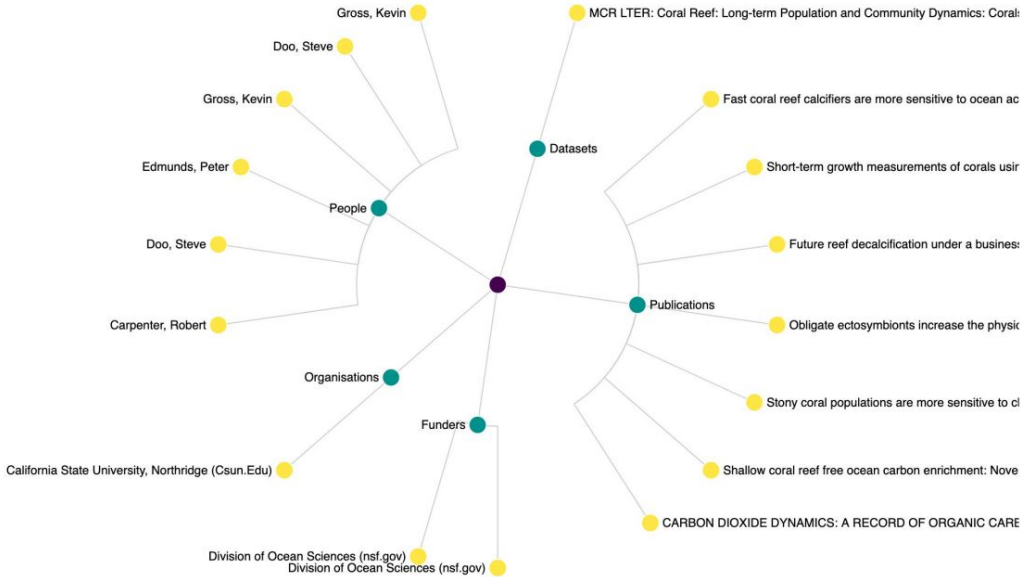 Gross, Kevin
MCR LTER: Coral Reef: Long-term Population and Community Dynamics: Corals
Doo, Steve
Gross, Kevin
Fast coral reef calcifiers are more sensitive to ocean ac
Datasets
Edmunds, Peter
Short-term growth measurements of corals usin
People
Doo, Steve
Future reef decalcification under a business
Publications
Carpenter, Robert
Obligate ectosymbionts increase the physic
Organisations
Stony coral populations are more sensitive to cl
Funders
California State University, Northridge (Csun.Edu)
Shallow coral reef free ocean carbon enrichment: Nove
CARBON DIOXIDE DYNAMICS: A RECORD OF ORGANIC CARB
Division of Ocean Sciences (nsf.gov)
Division of Ocean Sciences (nsf.gov)